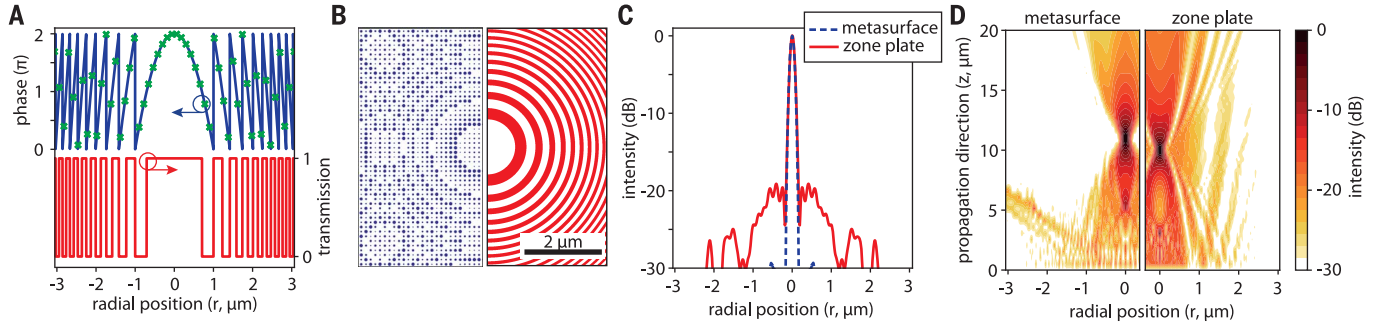 A
phase (π)
2
1
0
1
0
transmission
-3 -2 -1 0 1 2 3
radial position (r, μm)
B
2 μm
C
metasurface
zone plate
intensity (dB)
0
-10
-20
-30
-3 -2 -1 0 1 2 3
radial position (r, μm)
D
metasurface zone plate
propagation direction (z, μm)
20
15
10
5
0
-3 -2 -1 0 0 1 2 3
radial position (r, μm)
0
-10
-20
-30
intensity (dB)